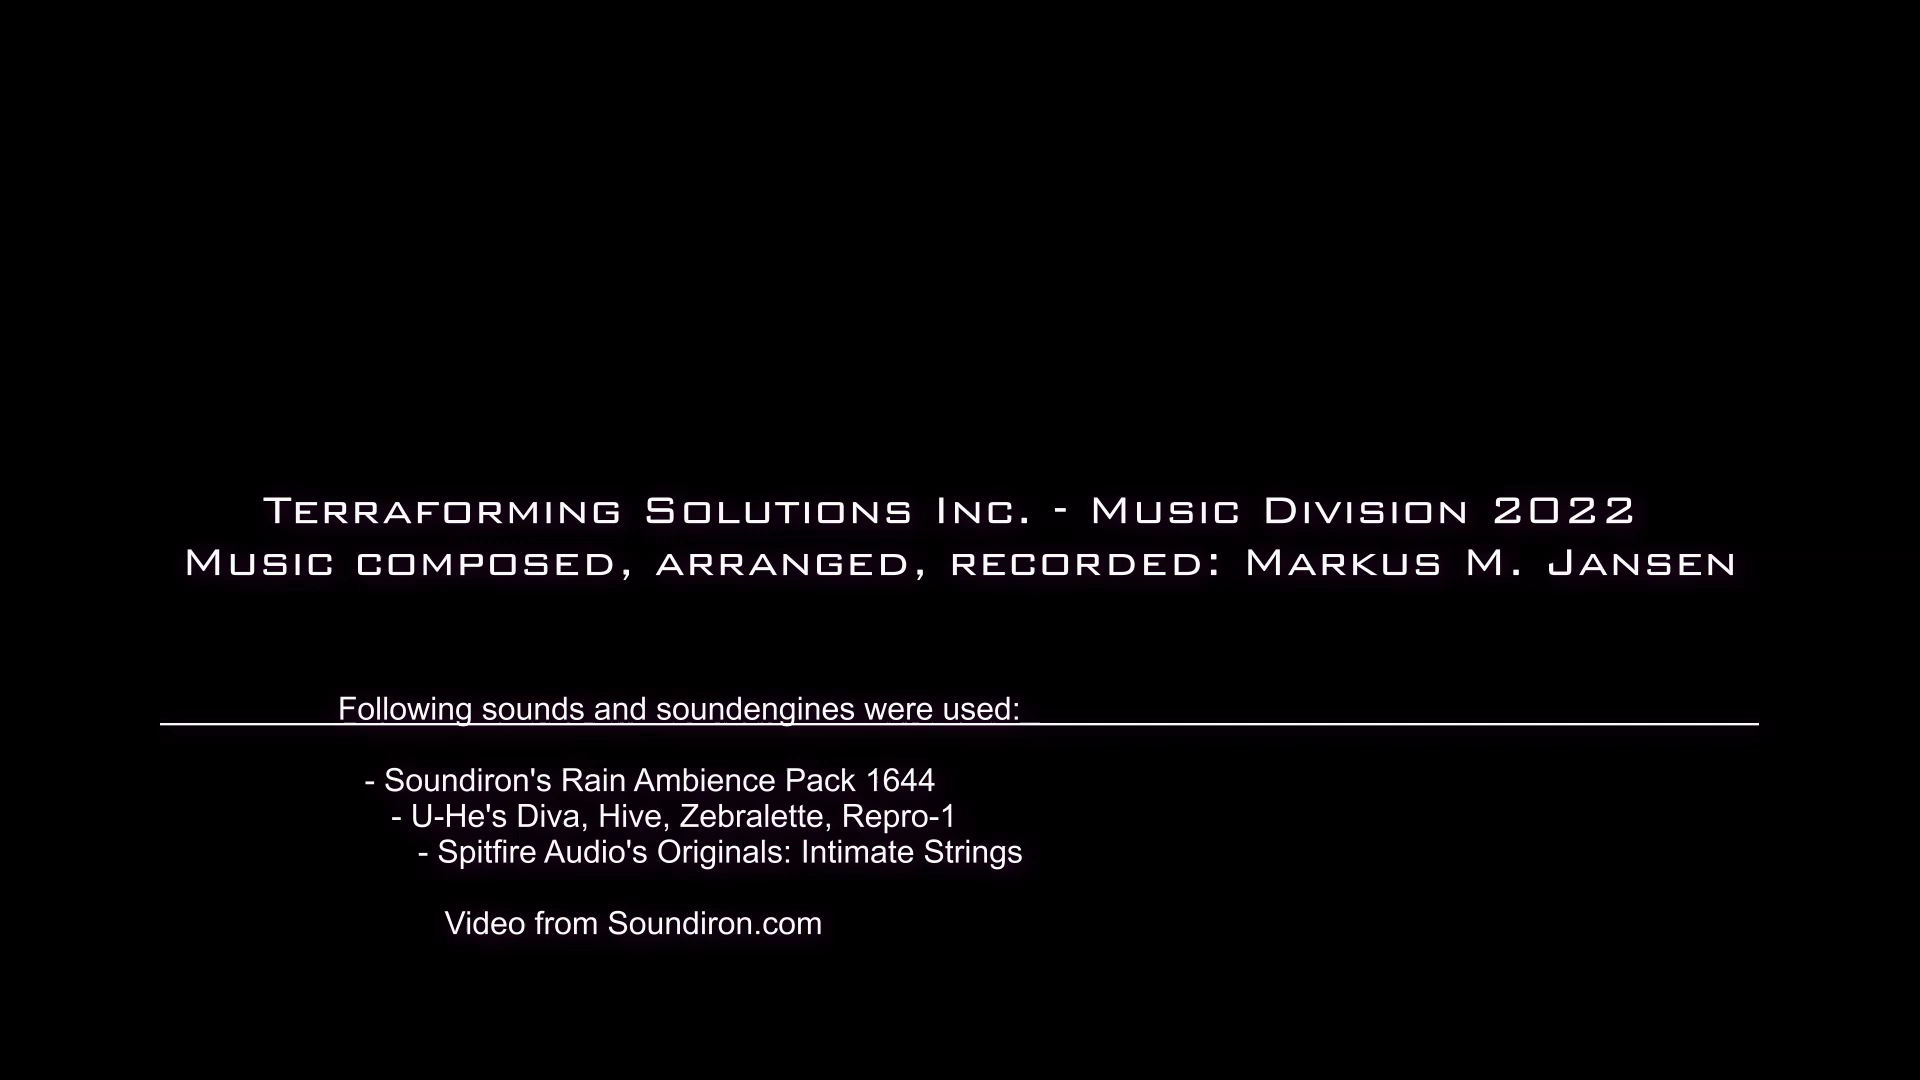 Terraforming Solutions Inc. - Music Division 2022
Music composed, arranged, recorded: Markus M. Jansen
Following sounds and soundengines were used:
- Soundiron's Rain Ambience Pack 1644
- U-He's Diva, Hive, Zebralette, Repro-1
- Spitfire Audio's Originals: Intimate Strings
Video from Soundiron.com